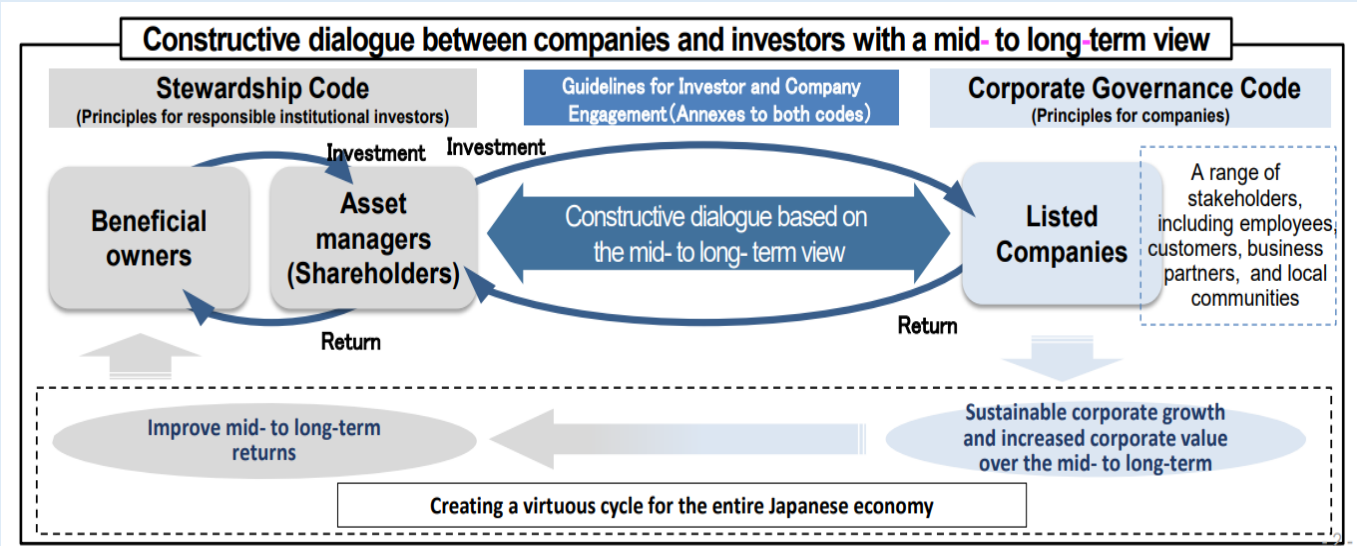 Constructive dialogue between companies and investors with a mid- to long-term view
Stewardship Code
(Principles for responsible institutional investors)
Guidelines for Investor and Company
Engagement(Annexes to both codes)
Corporate Governance Code
(Principles for companies)
Investment
Investment
Beneficial
owners
Asset
managers
(Shareholders)
Constructive dialogue based on
the mid- to long- term view
Listed
Companies
A range of
stakeholders,
including employees,
customers, business
partners, and local
communities
Return
Return
Improve mid- to long-term
returns
Sustainable corporate growth
and increased corporate value
over the mid- to long-term
Creating a virtuous cycle for the entire Japanese economy
- 2 -